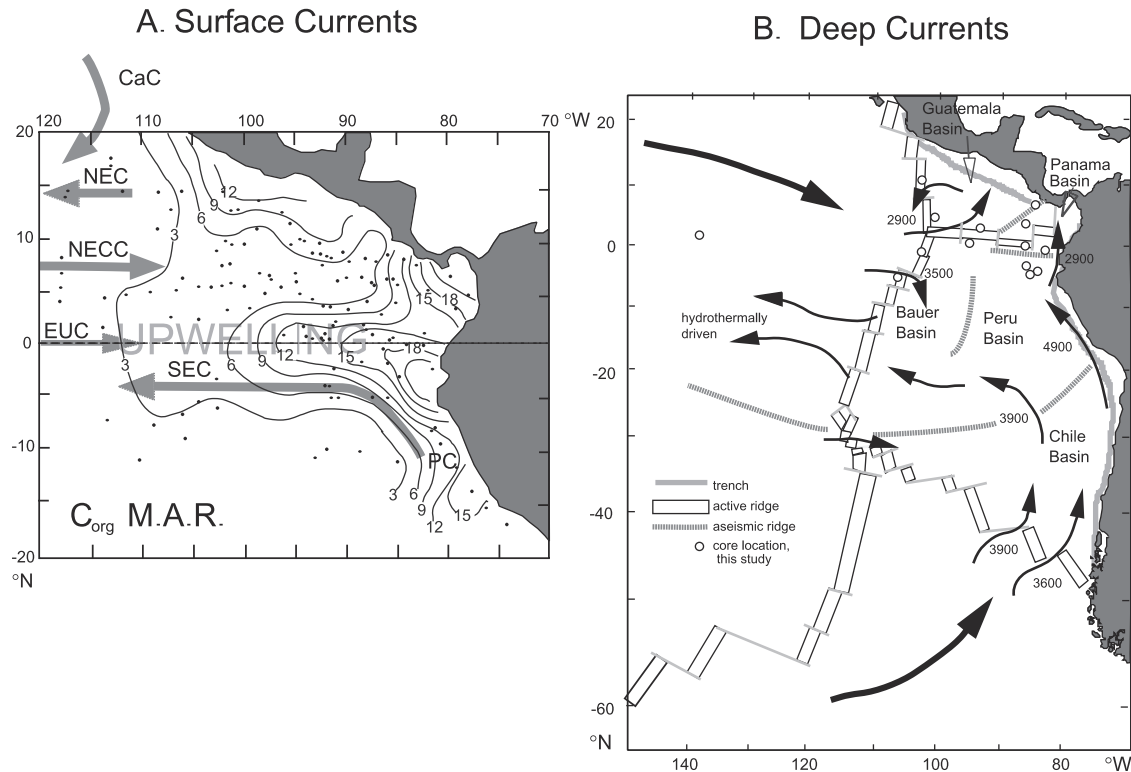 A. Surface Currents
CaC
120 110 100 90 80 70 °W
20
NEC
12
9
6
3
10
NECC
15 18
EUC
UPWELLING
0
3
6 9 12 15 18
SEC
-10
PC
3 6 9 12 15
Corg M.A.R.
-20
°N
B. Deep Currents
20
Guatemala
Basin
Panama
Basin
2900
0
2900
3500
hydrothermally
driven
Bauer
Basin
Peru
Basin
4900
-20
3900
Chile
Basin
trench
active ridge
aseismic ridge
core location,
this study
-40
3900
3600
-60
°N
140 120 100 80 °W